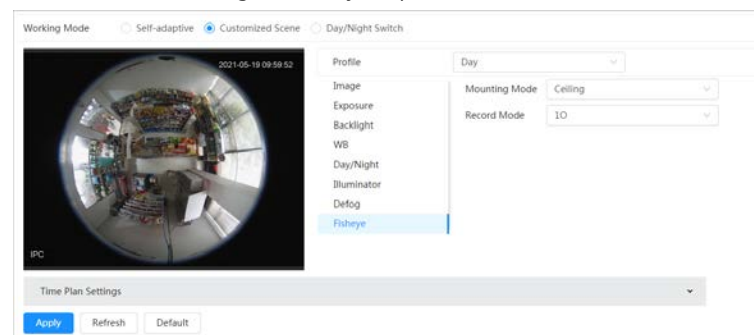 Working Mode Self-adaptive Customized Scene Day/Night Switch
2021-05-19 09:59:52
IPC
Profile Day
Image
Exposure
Backlight
WB
Day/Night
Illuminator
Defog
Fisheye
Mounting Mode Ceiling
Record Mode 1O
Time Plan Settings
Apply Refresh Default